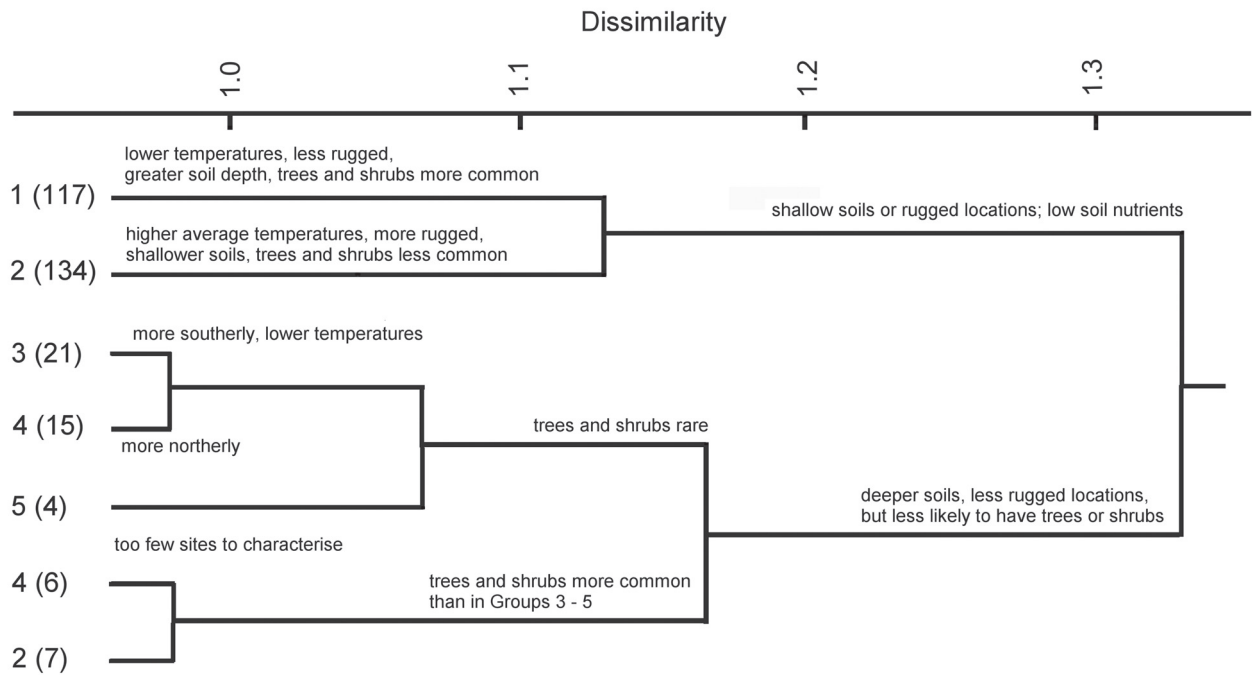 Dissimilarity
1.0
1.1
1.2
1.3
lower temperatures, less rugged,
greater soil depth, trees and shrubs more common
1 (117)
shallow soils or rugged locations; low soil nutrients
higher average temperatures, more rugged,
shallower soils, trees and shrubs less common
2 (134)
more southerly, lower temperatures
3 (21)
4 (15)
more northerly
trees and shrubs rare
5 (4)
deeper soils, less rugged locations,
but less likely to have trees or shrubs
too few sites to characterise
4 (6)
trees and shrubs more common
than in Groups 3 - 5
2 (7)